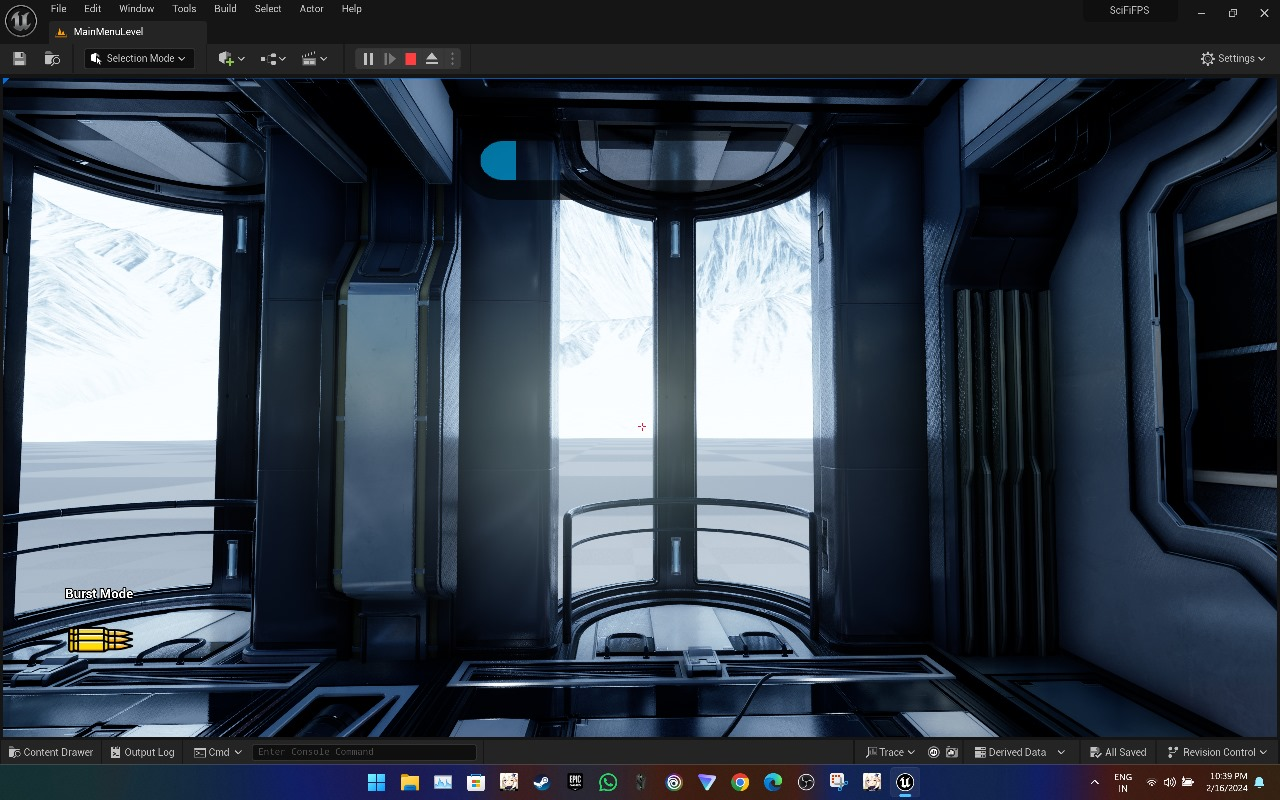 File Edit Window Tools Build Select Actor Help
SciFiFPS
MainMenuLevel
Selection Mode
Settings
Burst Mode
Content Drawer
Output Log
Cmd
Enter Console Command
Trace
Derived Data
All Saved
Revision Control
ENG
IN
10:39 PM
2/16/2024